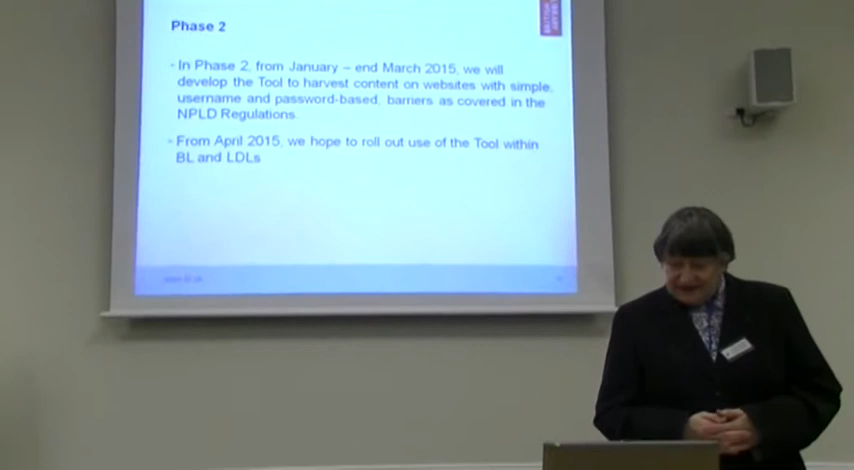 Phase 2
- In Phase 2, from January – end March 2015, we will
develop the Tool to harvest content on websites with simple,
username and password-based, barriers as covered in the
NPLD Regulations
- From April 2015, we hope to roll out use of the Tool within
BL and LDLs